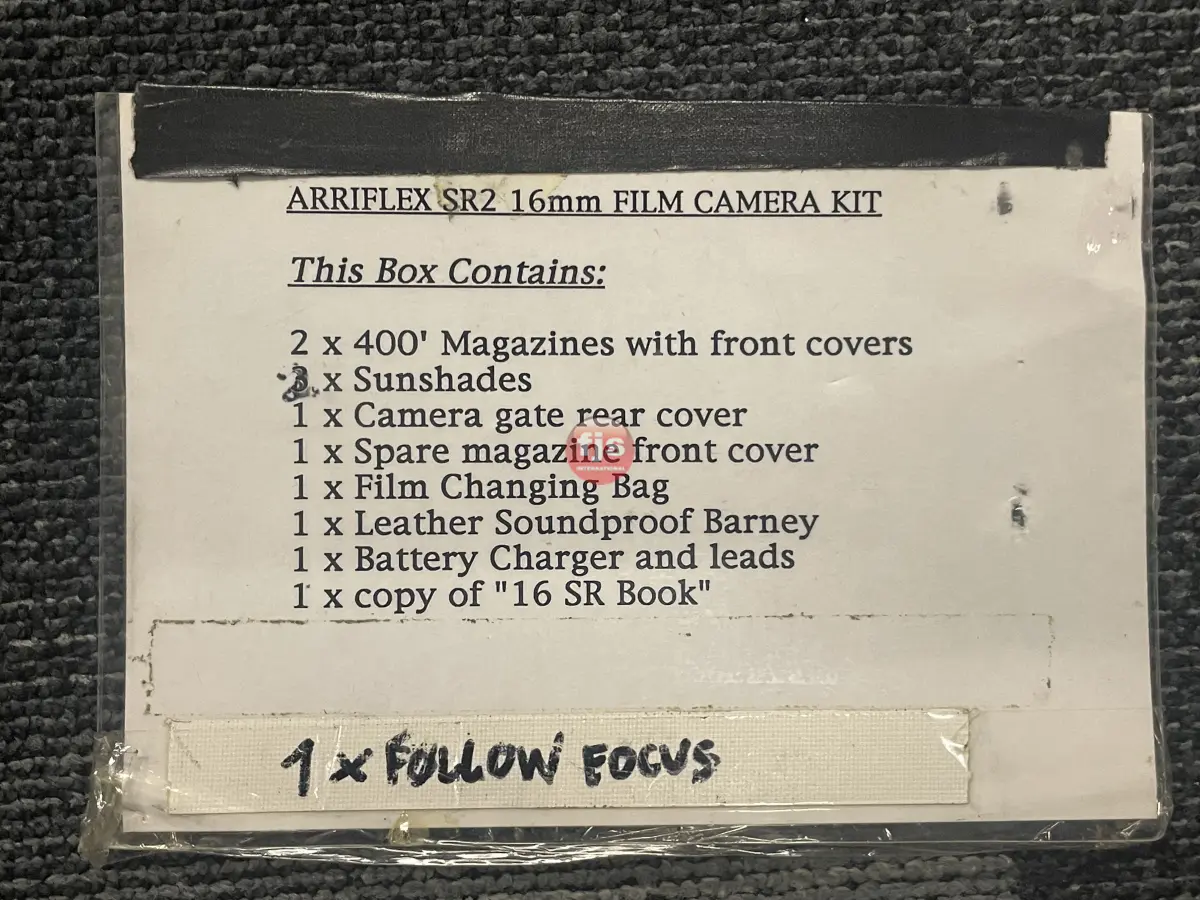 ARRIFLEX SR2 16mm FILM CAMERA KIT
This Box Contains:
2 x 400' Magazines with front covers
x Sunshades
1 x Camera gate rear cover
1 x Spare magazine front cover
1 x Film Changing Bag
1 x Leather Soundproof Barney
1 x Battery Charger and leads
1 x copy of "16 SR Book"
1 x FOLLOW FOCUS
fjs
INTERNATIONAL